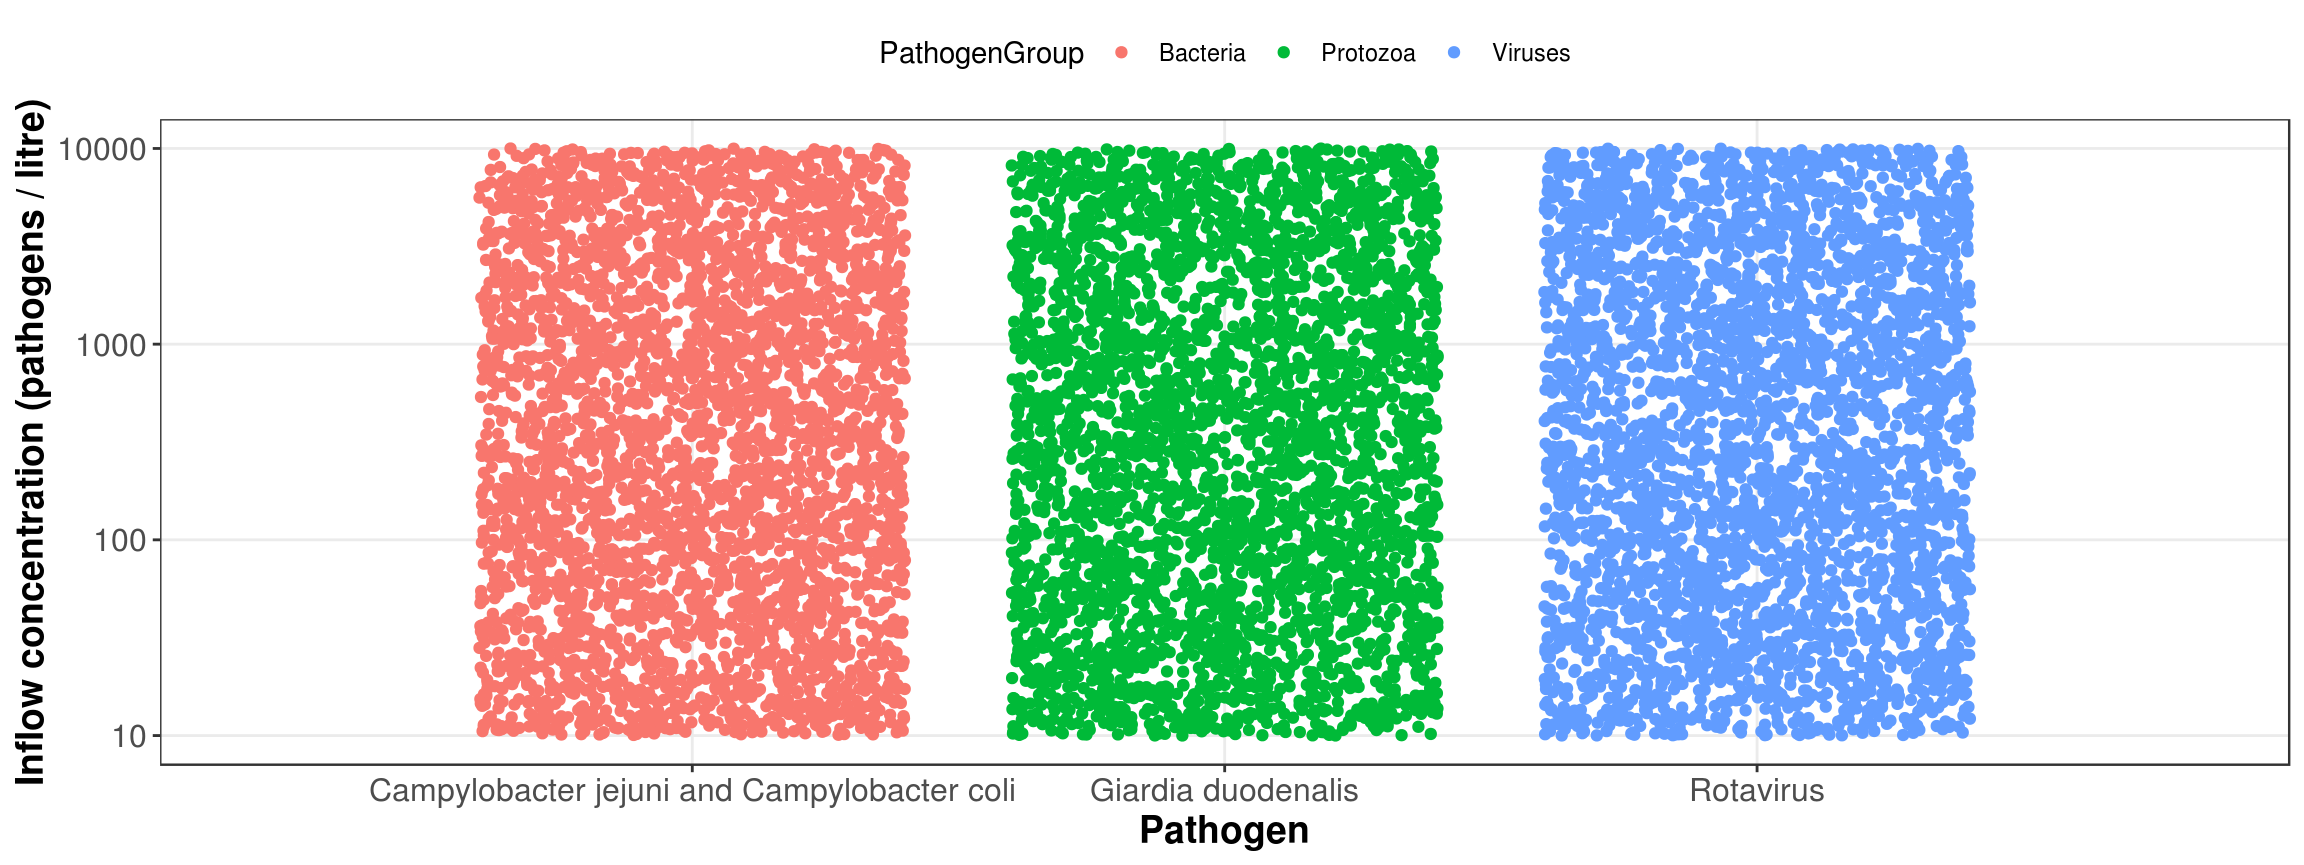 PathogenGroup Bacteria Protozoa Viruses
Inflow concentration (pathogens / litre)
10000
1000
100
10
Campylobacter jejuni and Campylobacter coli Giardia duodenalis Rotavirus
Pathogen